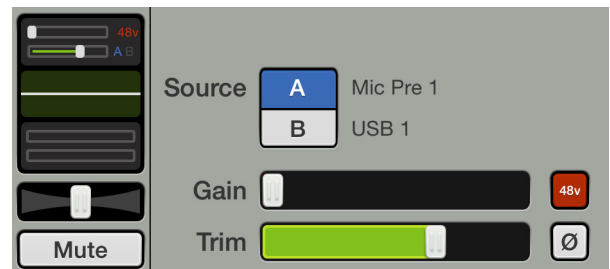 48v
A B
Source
A
Mic Pre 1
B
USB 1
Gain
48v
Mute
Trim
Ø